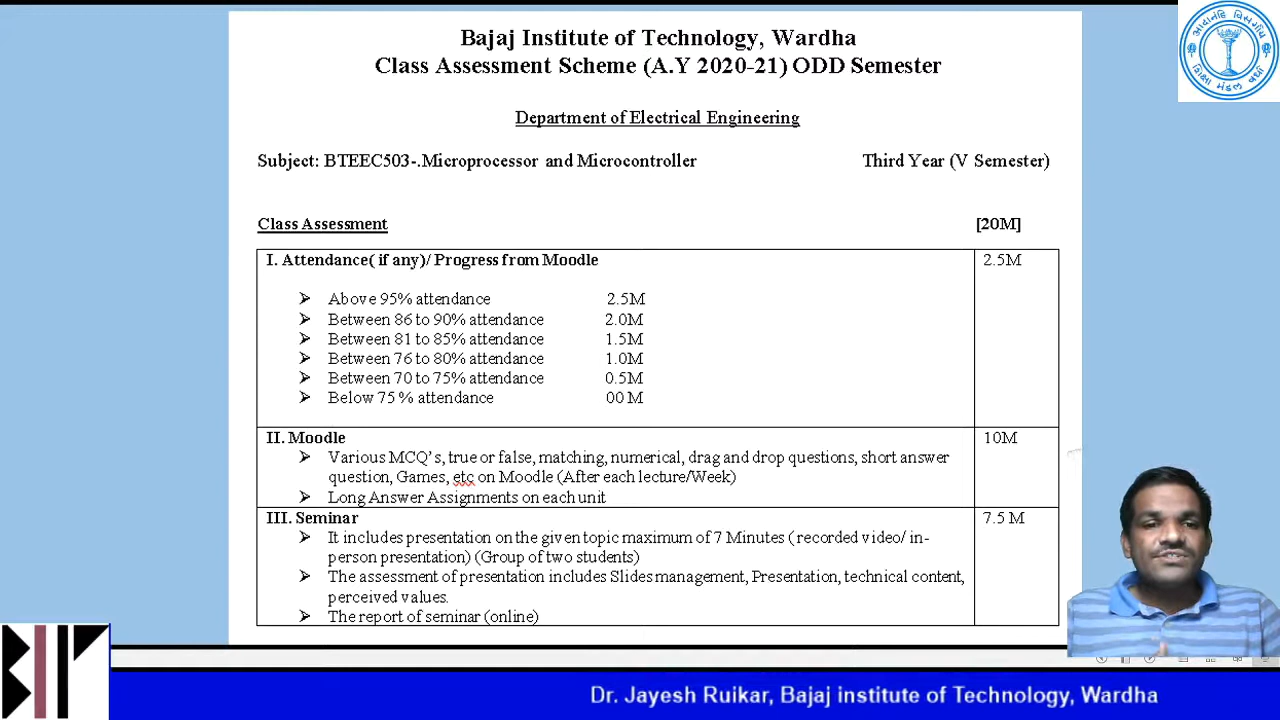 Bajaj Institute of Technology, Wardha
Class Assessment Scheme (A.Y 2020-21) ODD Semester
Department of Electrical Engineering
Subject: BTEEC503-.Microprocessor and Microcontroller Third Year (V Semester)
Class Assessment [20M]
I. Attendance( if any)/ Progress from Moodle 2.5M
➢ Above 95% attendance 2.5M
➢ Between 86 to 90% attendance 2.0M
➢ Between 81 to 85% attendance 1.5M
➢ Between 76 to 80% attendance 1.0M
➢ Between 70 to 75% attendance 0.5M
➢ Below 75 % attendance 00 M
II. Moodle 10M
➢ Various MCQ's, true or false, matching, numerical, drag and drop questions, short answer
question, Games, etc on Moodle (After each lecture/Week)
➢ Long Answer Assignments on each unit
III. Seminar 7.5 M
➢ It includes presentation on the given topic maximum of 7 Minutes ( recorded video/ in-
person presentation) (Group of two students)
➢ The assessment of presentation includes Slides management, Presentation, technical content,
perceived values.
➢ The report of seminar (online)
BIT
Dr. Jayesh Ruikar, Bajaj institute of Technology, Wardha